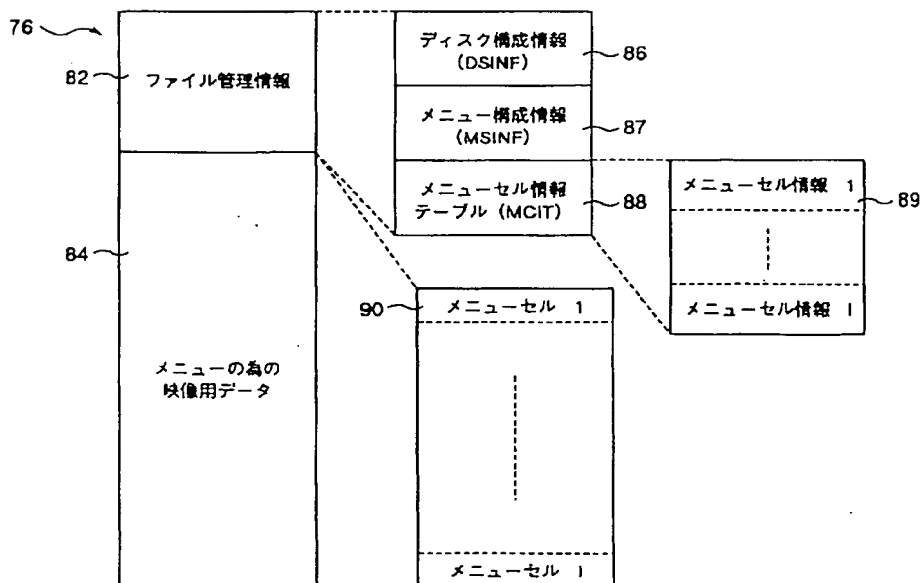 76
82
ファイル管理情報
84
メニューの為の
映像用データ
ディスク構成情報
(DSINF)
86
メニュー構成情報
(MSINF)
87
メニューセル情報
テーブル (MCIT)
88
メニューセル情報 1
89
メニューセル情報 I
90
メニューセル 1
メニューセル I